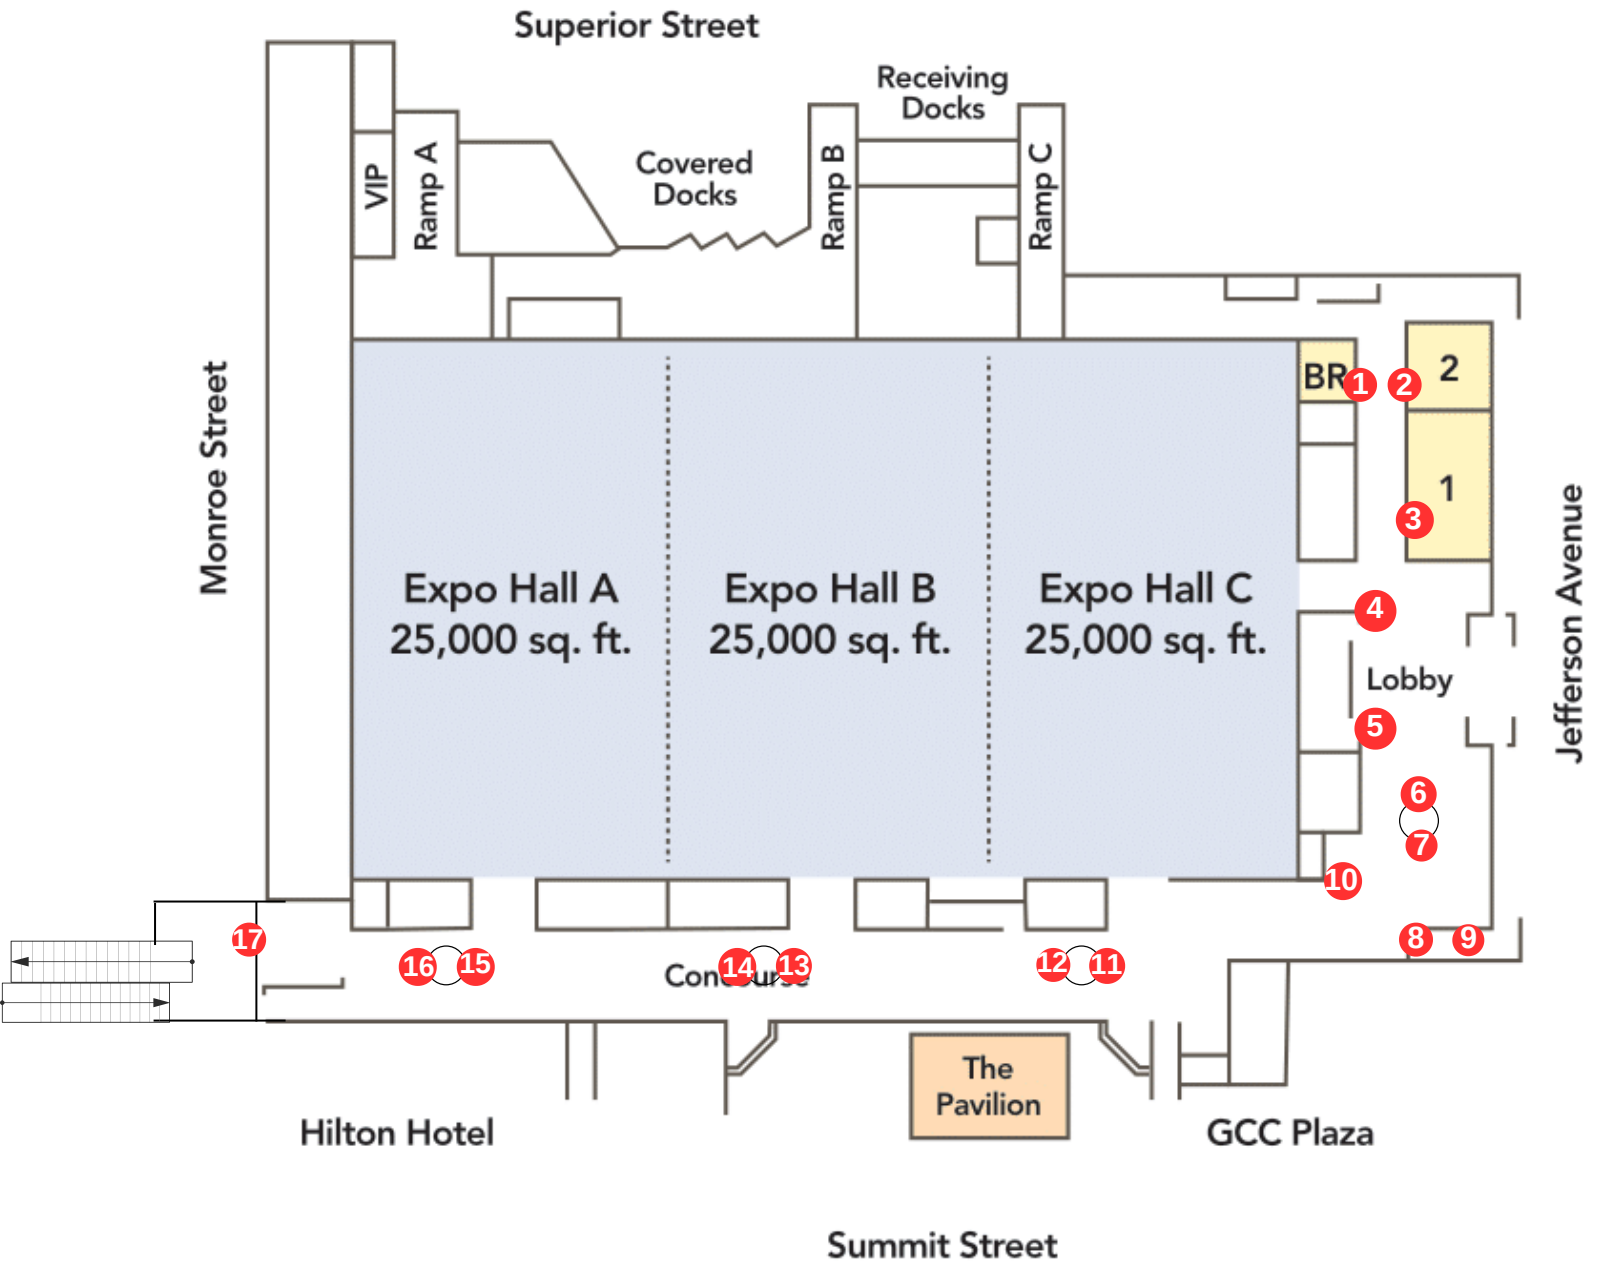 Superior Street
Receiving
Docks
Covered
Docks
VIP
Ramp A
Ramp B
Ramp C
Monroe Street
BR
1
2
2
1
3
Expo Hall A
25,000 sq. ft.
Expo Hall B
25,000 sq. ft.
Expo Hall C
25,000 sq. ft.
4
Lobby
5
6
7
10
8
9
Jefferson Avenue
17
16
15
Concourse
14
13
12
11
The
Pavilion
Hilton Hotel
GCC Plaza
Summit Street